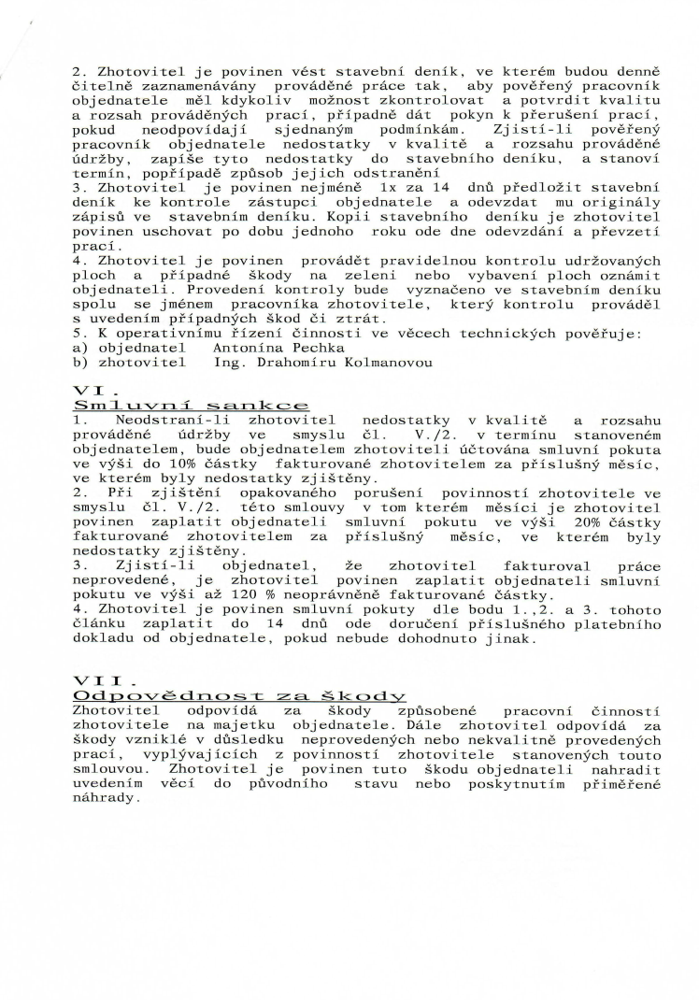 2. Zhotovitel je povinen vést stavební deník, ve kterém budou denně
čitelně zaznamenávány prováděné práce tak, aby pověřený pracovník
objednatele měl kdykoliv možnost zkontrolovat a potvrdit kvalitu
a rozsah prováděných prací, případně dát pokyn k přerušení prací,
pokud neodpovídají sjednaným podmínkám. Zjistí-li pověřený
pracovník objednatele nedostatky v kvalitě a rozsahu prováděné
údržby, zapíše tyto nedostatky do stavebního deníku, a stanoví
termín, popřípadě způsob jejich odstranění
3. Zhotovitel je povinen nejméně 1x za 14 dnů předložit stavební
deník ke kontrole zástupci objednatele a odevzdat mu originály
zápisů ve stavebním deníku. Kopii stavebního deníku je zhotovitel
povinen uschovat po dobu jednoho roku ode dne odevzdání a převzetí
prací.
4. Zhotovitel je povinen provádět pravidelnou kontrolu udržovaných
ploch a případné škody na zeleni nebo vybavení ploch oznámit
objednateli. Provedení kontroly bude vyznačeno ve stavebním deníku
spolu se jménem pracovníka zhotovitele, který kontrolu prováděl
s uvedením případných škod či ztrát.
5. K operativnímu řízení činnosti ve věcech technických pověřuje:
a) objednatel Antonína Pechka
b) zhotovitel Ing. Drahomíru Kolmanovou
VI.
Smluvní sankce
1. Neodstraní-li zhotovitel nedostatky v kvalitě a rozsahu
prováděné údržby ve smyslu čl. V./2. v termínu stanoveném
objednatelem, bude objednatelem zhotoviteli účtována smluvní pokuta
ve výši do 10% částky fakturované zhotovitelem za příslušný měsíc,
ve kterém byly nedostatky zjištěny.
2. Při zjištění opakovaného porušení povinností zhotovitele ve
smyslu čl. V./2. této smlouvy v tom kterém měsíci je zhotovitel
povinen zaplatit objednateli smluvní pokutu ve výši 20% částky
fakturované zhotovitelem za příslušný měsíc, ve kterém byly
nedostatky zjištěny.
3. Zjistí-li objednatel, že zhotovitel fakturoval práce
neprovedené, je zhotovitel povinen zaplatit objednateli smluvní
pokutu ve výši až 120 % neoprávněně fakturované částky.
4. Zhotovitel je povinen smluvní pokuty dle bodu 1.,2. a 3. tohoto
článku zaplatit do 14 dnů ode doručení příslušného platebního
dokladu od objednatele, pokud nebude dohodnuto jinak.
VII.
Odpovědnost za škody
Zhotovitel odpovídá za škody způsobené pracovní činností
zhotovitele na majetku objednatele. Dále zhotovitel odpovídá za
škody vzniklé v důsledku neprovedených nebo nekvalitně provedených
prací, vyplývajících z povinností zhotovitele stanovených touto
smlouvou. Zhotovitel je povinen tuto škodu objednateli nahradit
uvedením věcí do původního stavu nebo poskytnutím přiměřené
náhrady.